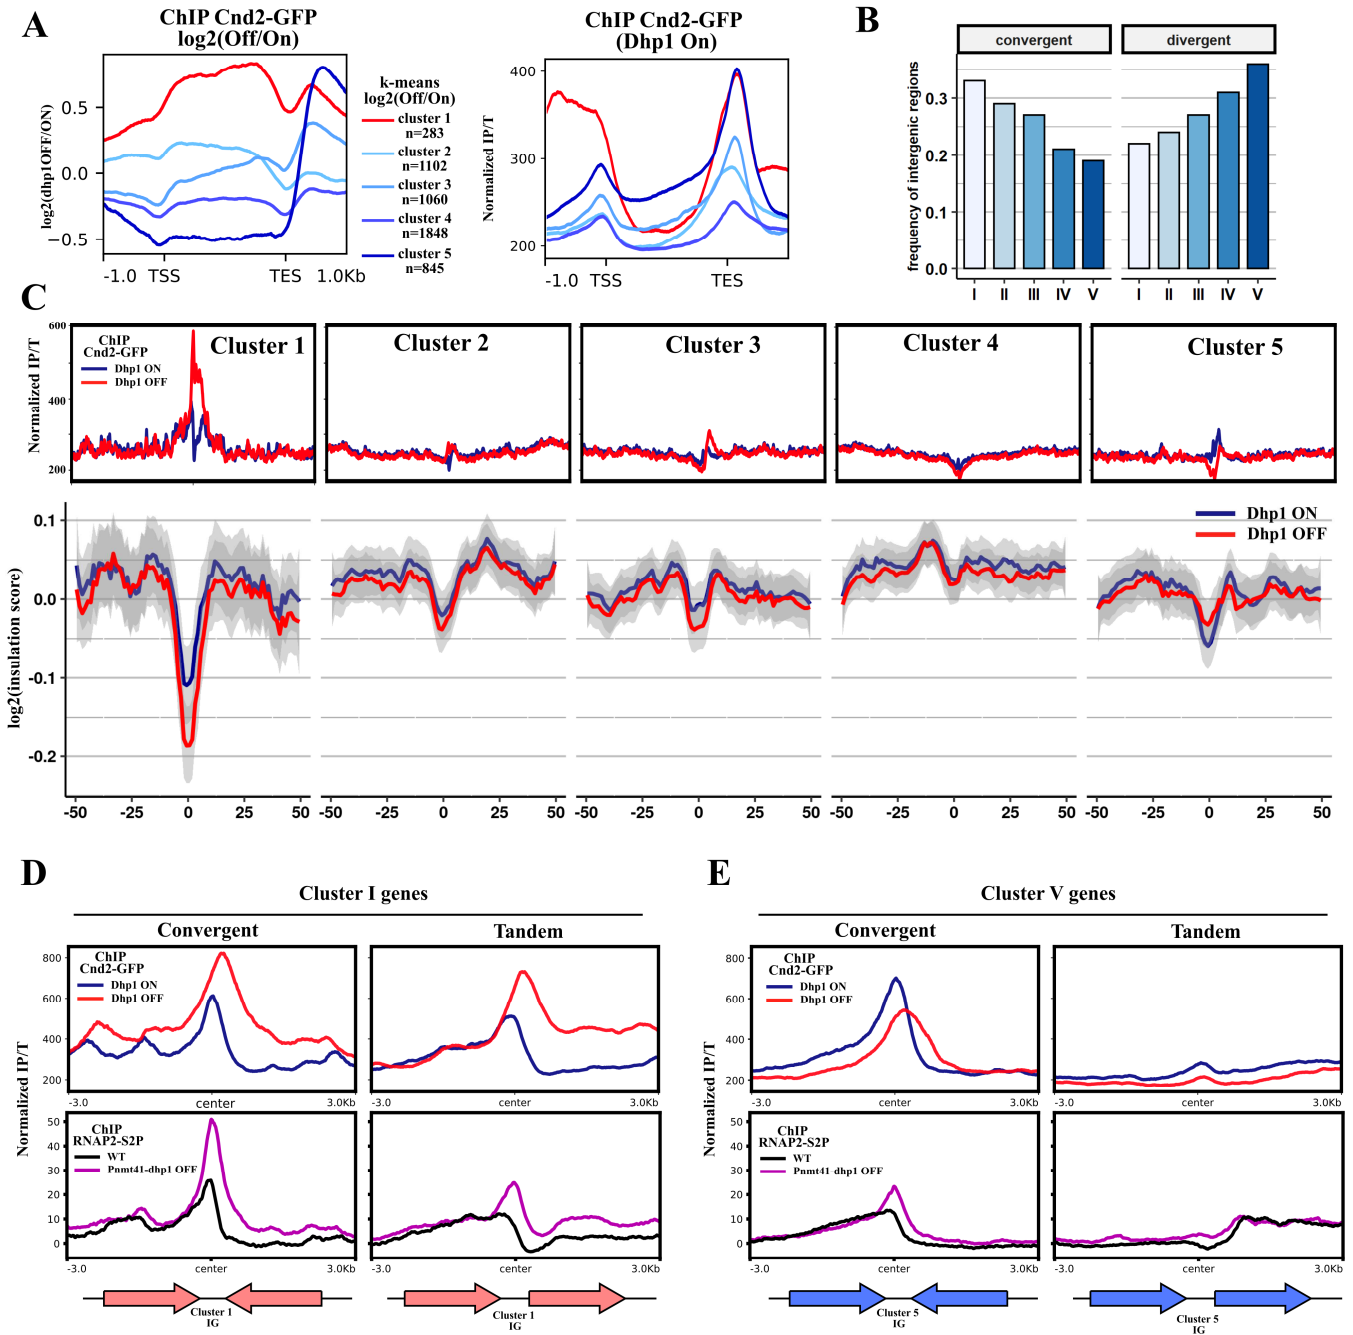 A
ChIP Cnd2-GFP
log2(Off/On)
log2(dhp1OFF/ON)
0.5
0.0
−0.5
-1.0 TSS TES 1.0Kb
k-means
log2(Off/On)
cluster 1
n=283
cluster 2
n=1102
cluster 3
n=1060
cluster 4
n=1848
cluster 5
n=845
ChIP Cnd2-GFP
(Dhp1 On)
Normalized IP/T
400
300
200
-1.0 TSS TES
B
convergent divergent
frequency of intergenic regions
0.3
0.2
0.1
0.0
I II III IV V I II III IV V
C
Normalized IP/T
600
400
200
ChIP
Cnd2-GFP
Dhp1 ON
Dhp1 OFF
Cluster 1
Cluster 2
Cluster 3
Cluster 4
Cluster 5
log2(insulation score)
0.1
0.0
-0.1
-0.2
Dhp1 ON
Dhp1 OFF
-50 -25 0 25 50 -50 -25 0 25 50 -50 -25 0 25 50 -50 -25 0 25 50 -50 -25 0 25 50
D
Cluster I genes
Convergent Tandem
Normalized IP/T
800
600
400
200
ChIP
Cnd2-GFP
Dhp1 ON
Dhp1 OFF
-3.0 center 3.0Kb -3.0 center 3.0Kb
50
40
30
20
10
0
ChIP
RNAP2-S2P
WT
Pnmt41-dhp1 OFF
-3.0 center 3.0Kb -3.0 center 3.0Kb
Cluster 1
IG
Cluster 1
IG
E
Cluster V genes
Convergent Tandem
Normalized IP/T
800
600
400
200
ChIP
Cnd2-GFP
Dhp1 ON
Dhp1 OFF
-3.0 center 3.0Kb -3.0 center 3.0Kb
50
40
30
20
10
0
ChIP
RNAP2-S2P
WT
Pnmt41-dhp1 OFF
-3.0 center 3.0Kb -3.0 center 3.0Kb
Cluster 5
IG
Cluster 5
IG